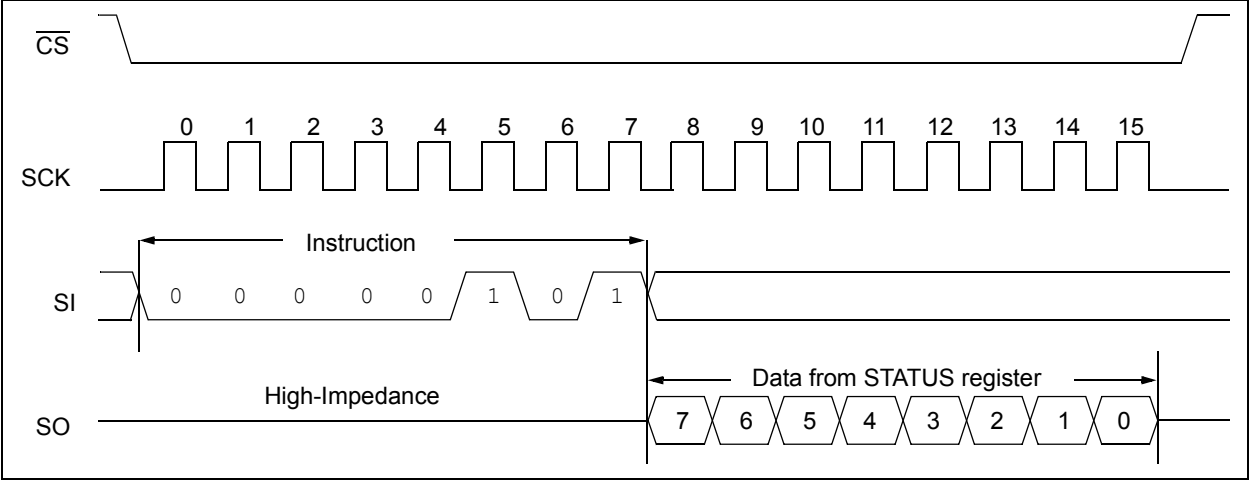 CS
0 1 2 3 4 5 6 7 8 9 10 11 12 13 14 15
SCK
Instruction
SI 0 0 0 0 0 1 0 1
Data from STATUS register
High-Impedance
SO 7 6 5 4 3 2 1 0